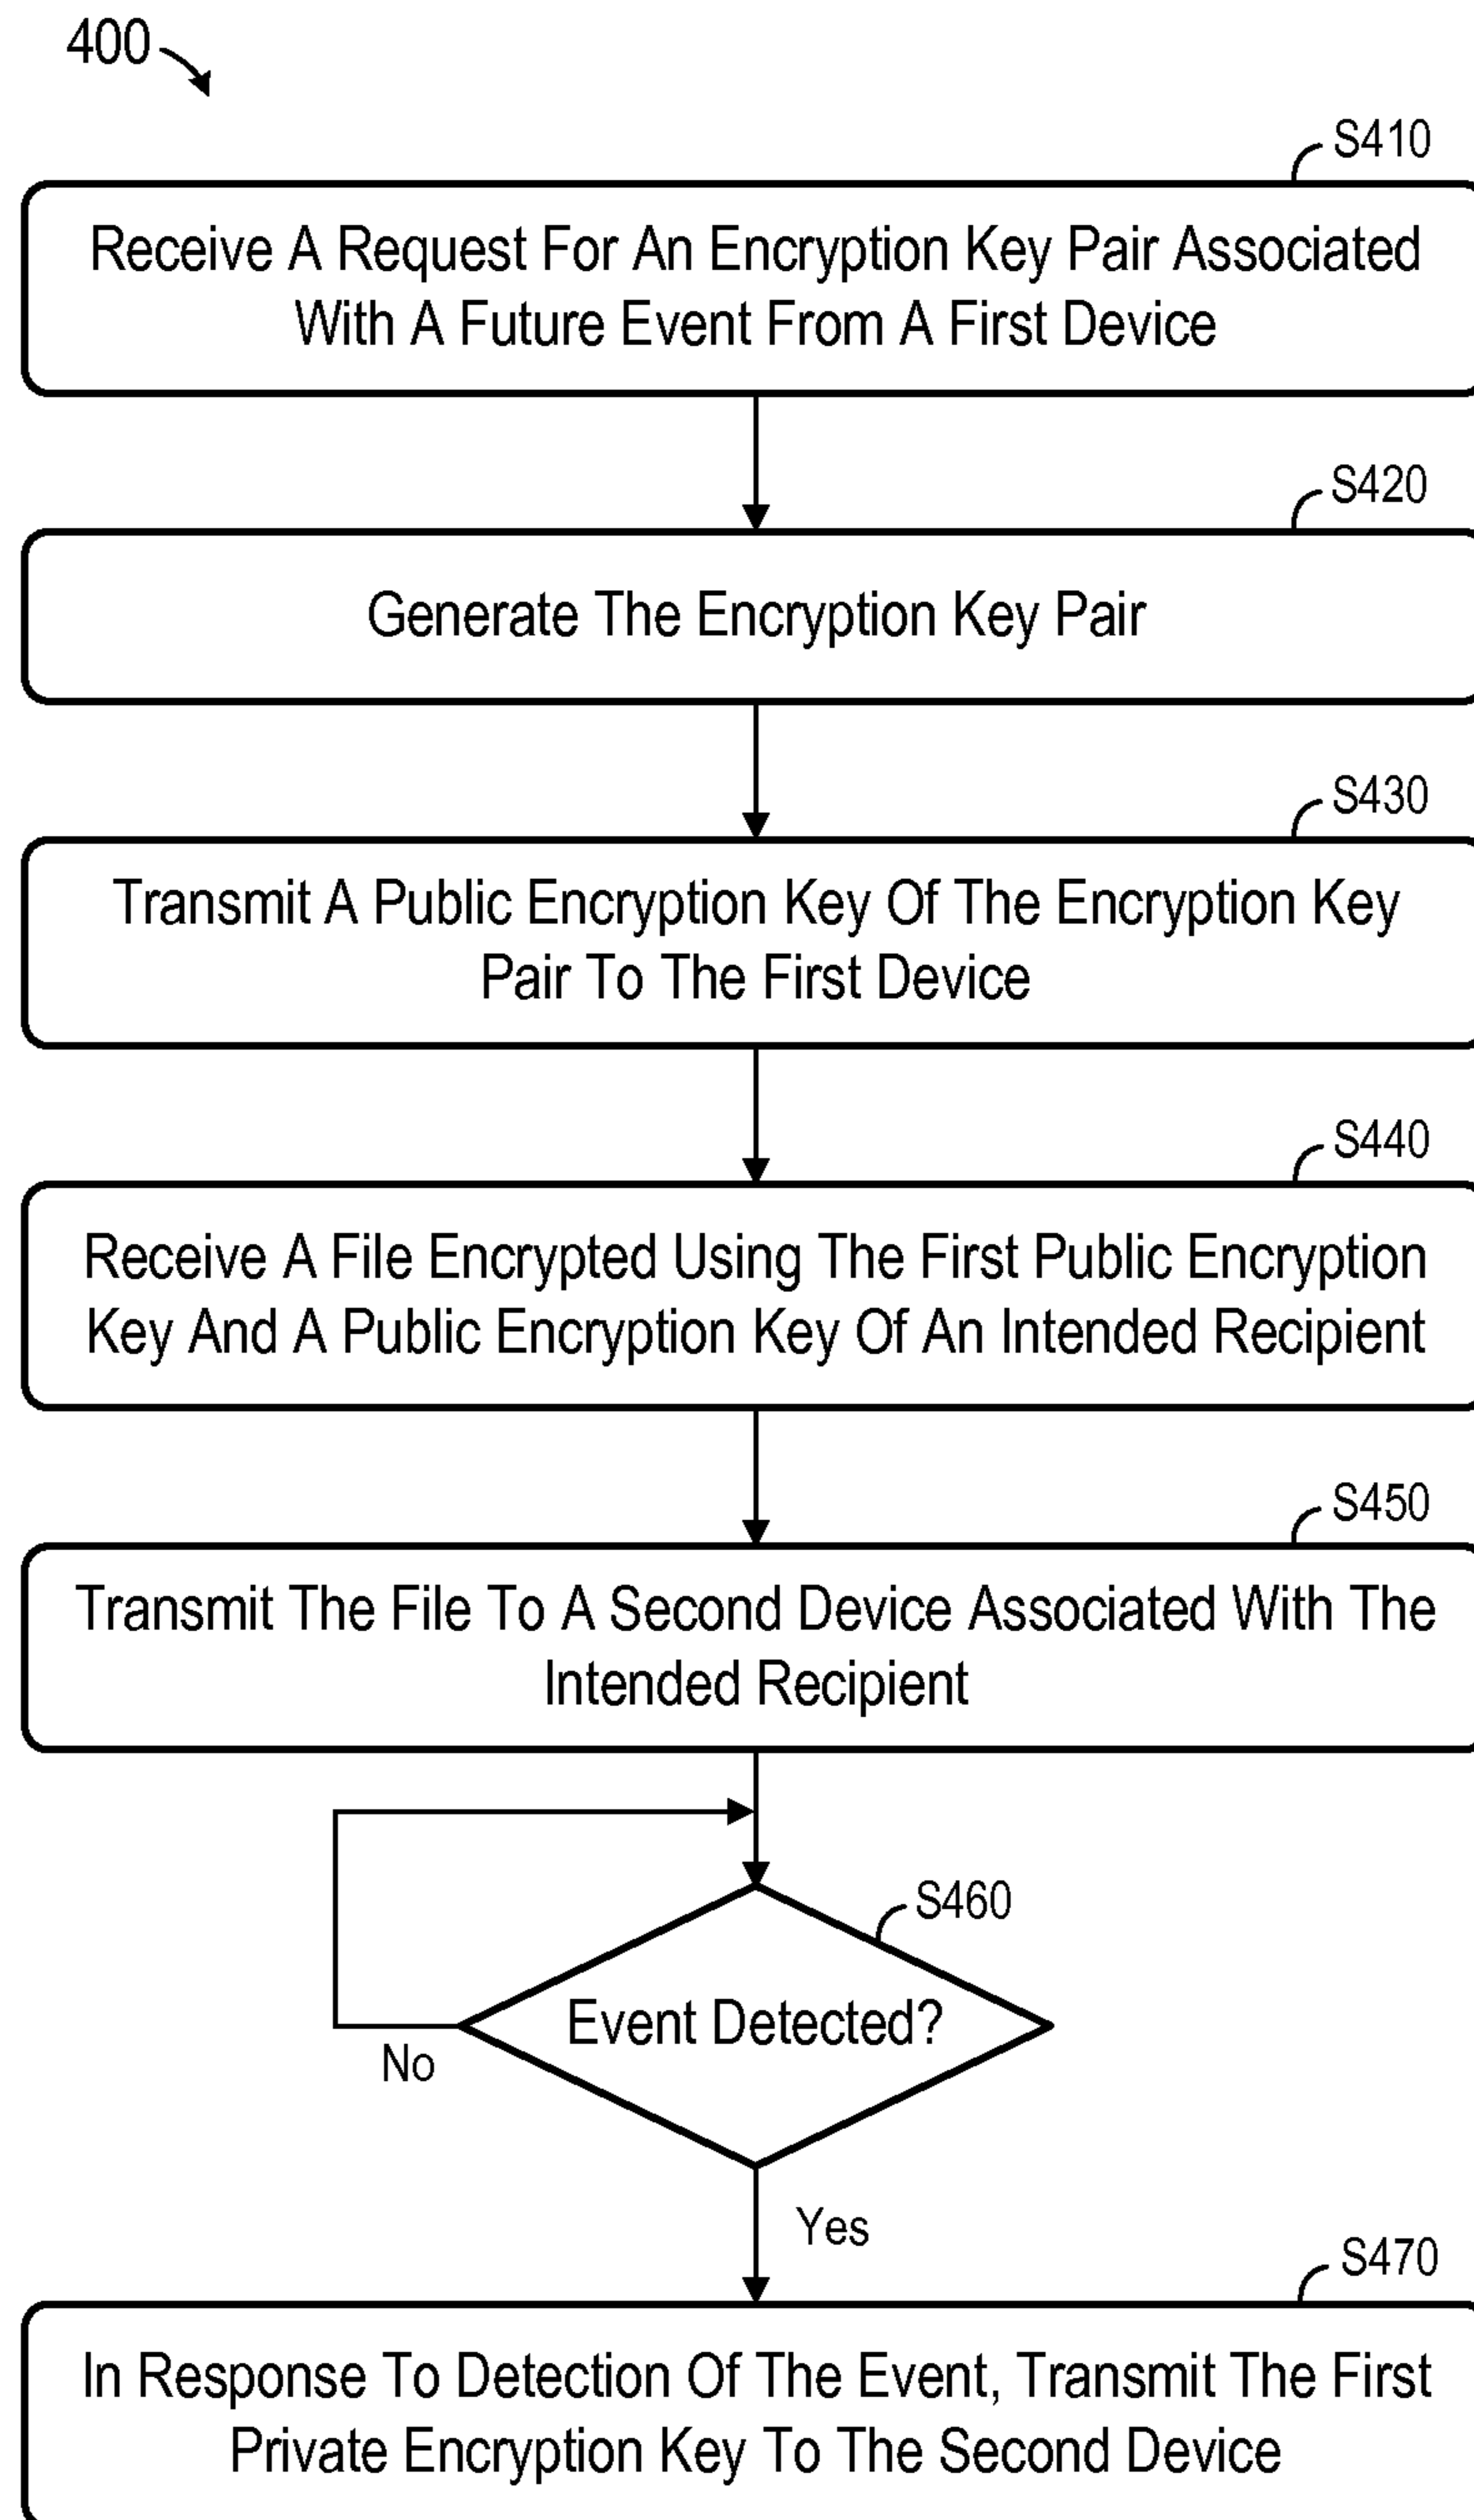 400
S410
Receive A Request For An Encryption Key Pair Associated
With A Future Event From A First Device
S420
Generate The Encryption Key Pair
S430
Transmit A Public Encryption Key Of The Encryption Key
Pair To The First Device
S440
Receive A File Encrypted Using The First Public Encryption
Key And A Public Encryption Key Of An Intended Recipient
S450
Transmit The File To A Second Device Associated With The
Intended Recipient
S460
Event Detected?
No
Yes
S470
In Response To Detection Of The Event, Transmit The First
Private Encryption Key To The Second Device